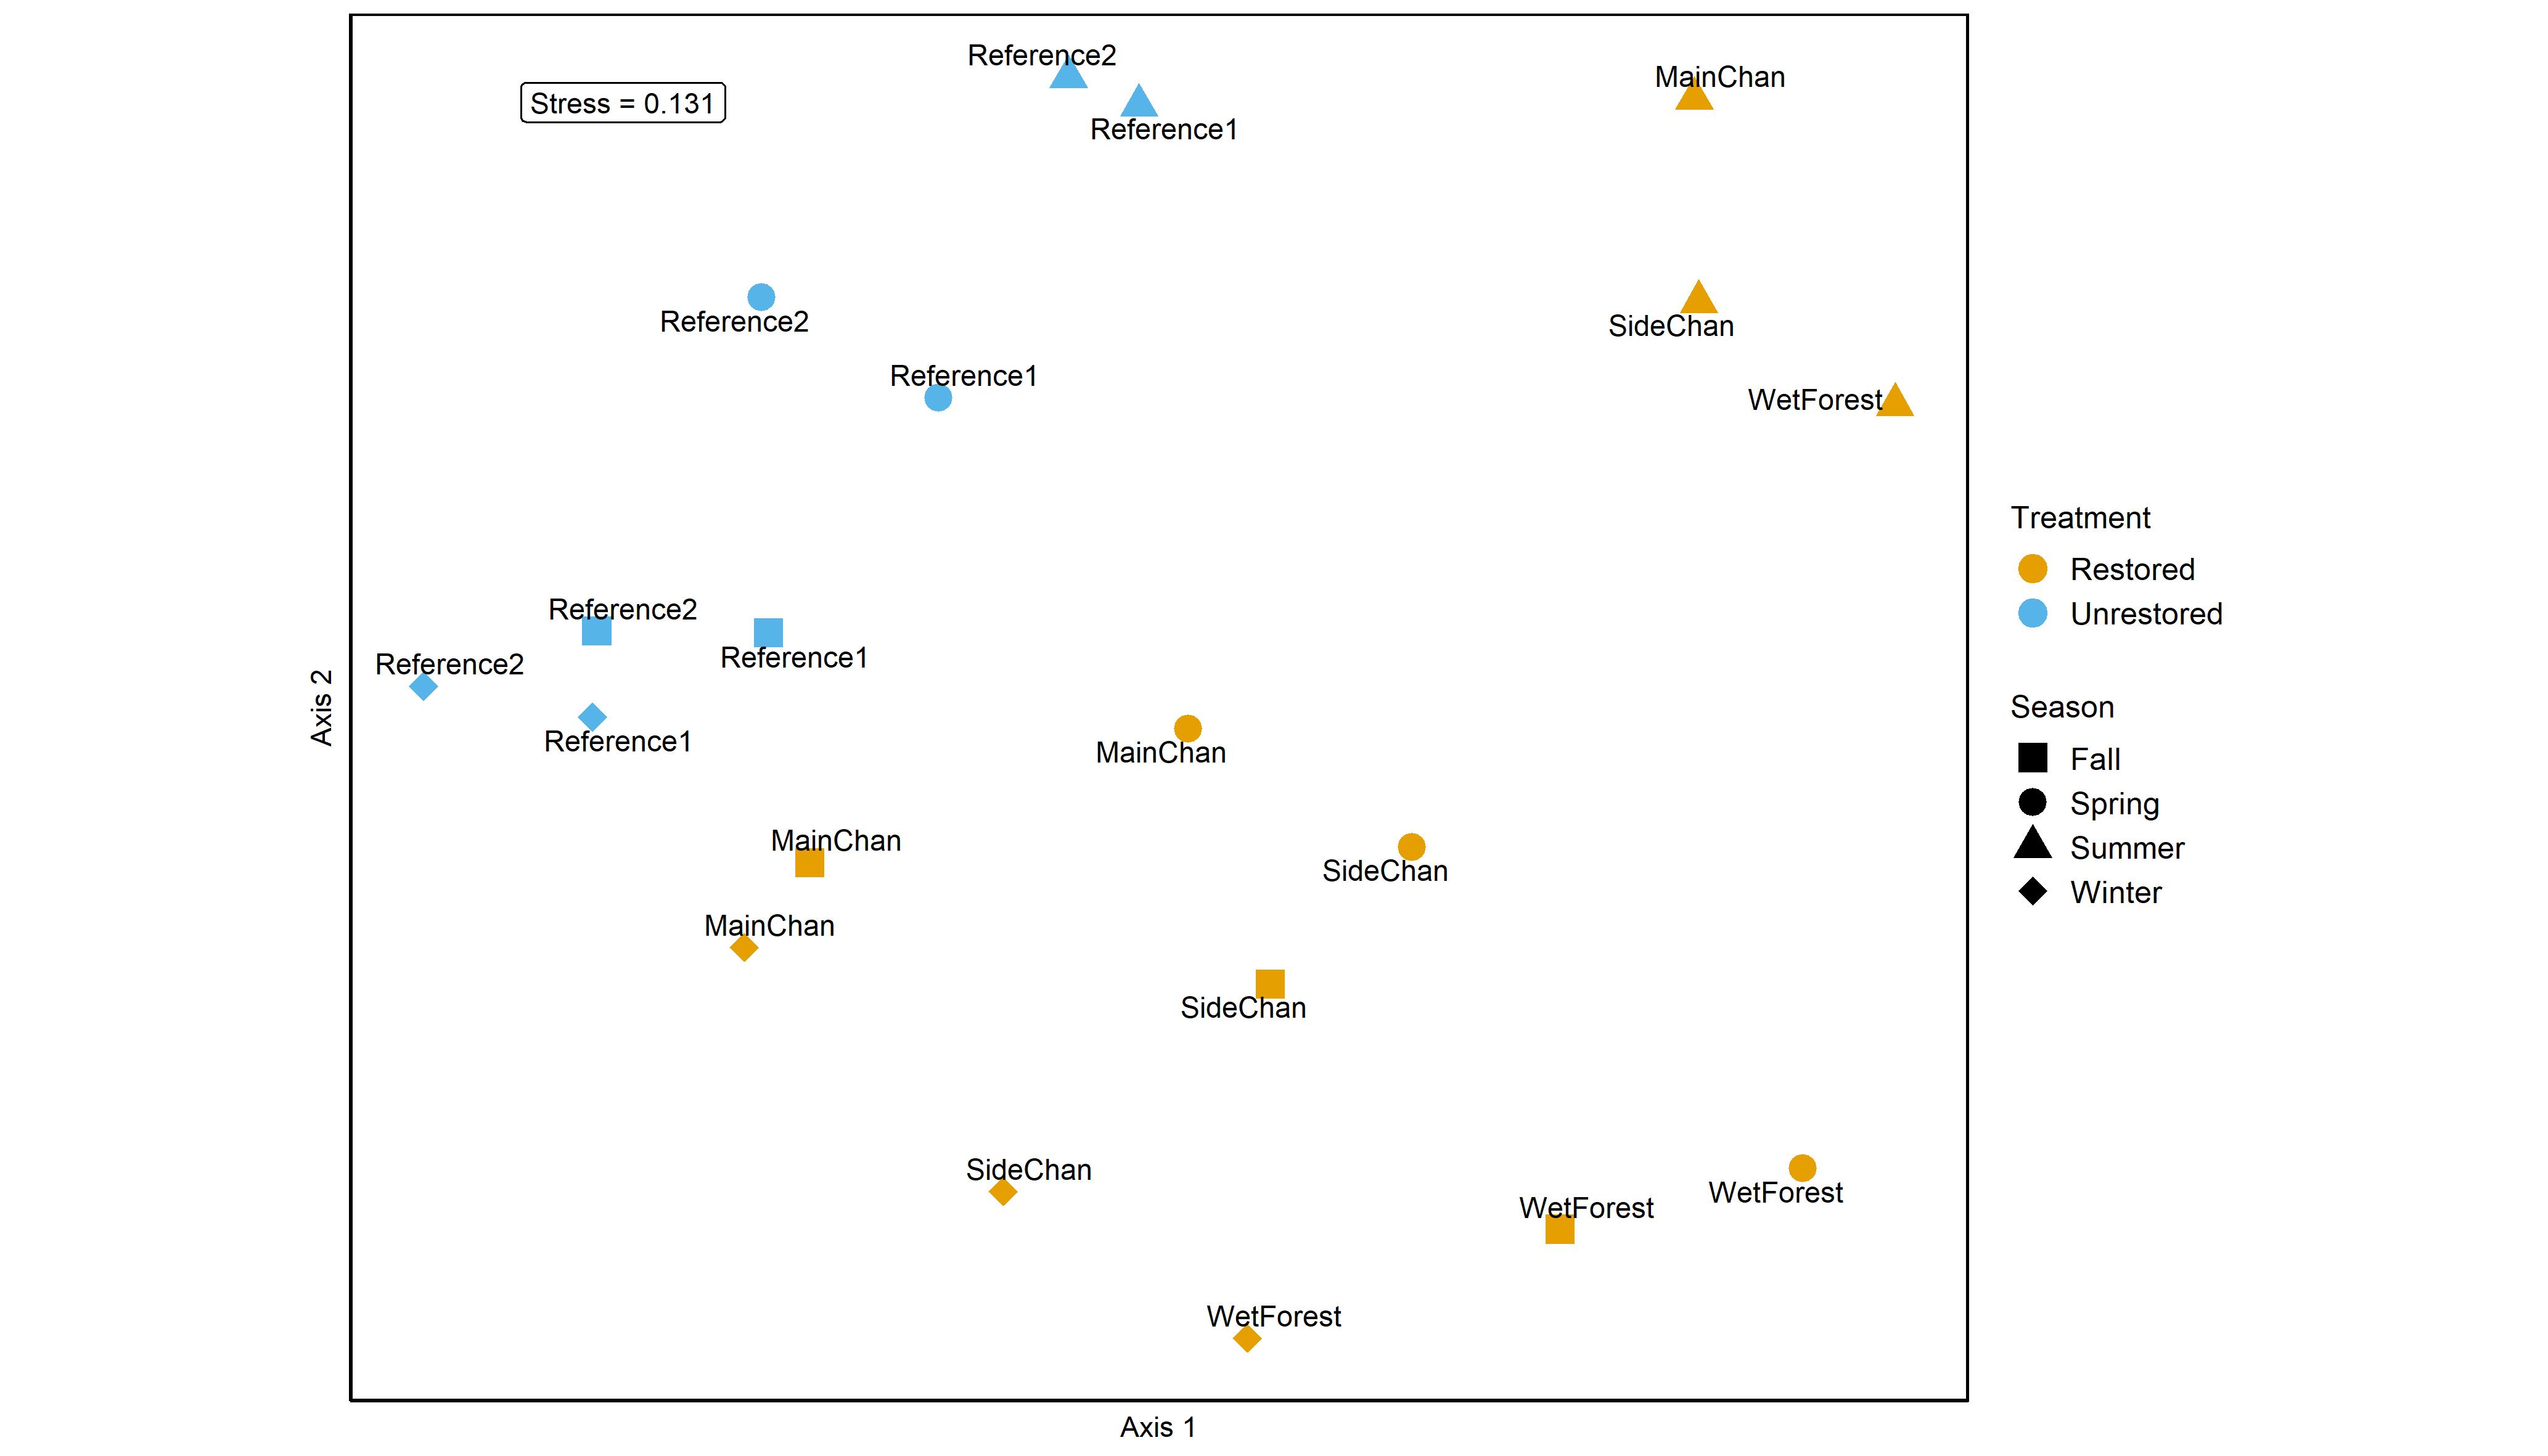 Reference2
MainChan
Stress = 0.131
Reference1
Reference2
SideChan
Reference1
WetForest
Treatment
Restored
Unrestored
Reference2
Reference1
Reference2
Reference1
Season
Fall
Spring
Summer
Winter
Axis 2
MainChan
MainChan
SideChan
MainChan
SideChan
SideChan
WetForest
WetForest
WetForest
Axis 1